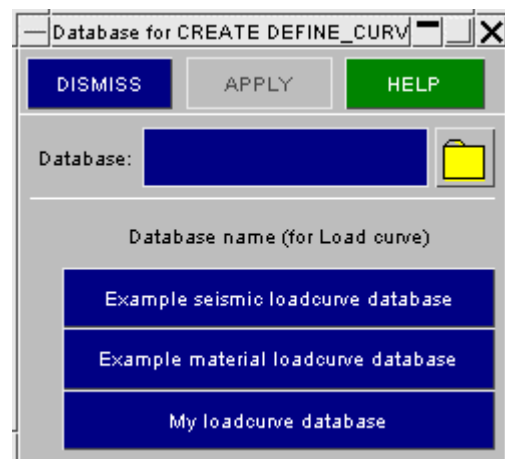 Database for CREATE DEFINE_CURV
DISMISS APPLY HELP
Database:
Database name (for Load curve)
Example seismic loadcurve database
Example material loadcurve database
My loadcurve database